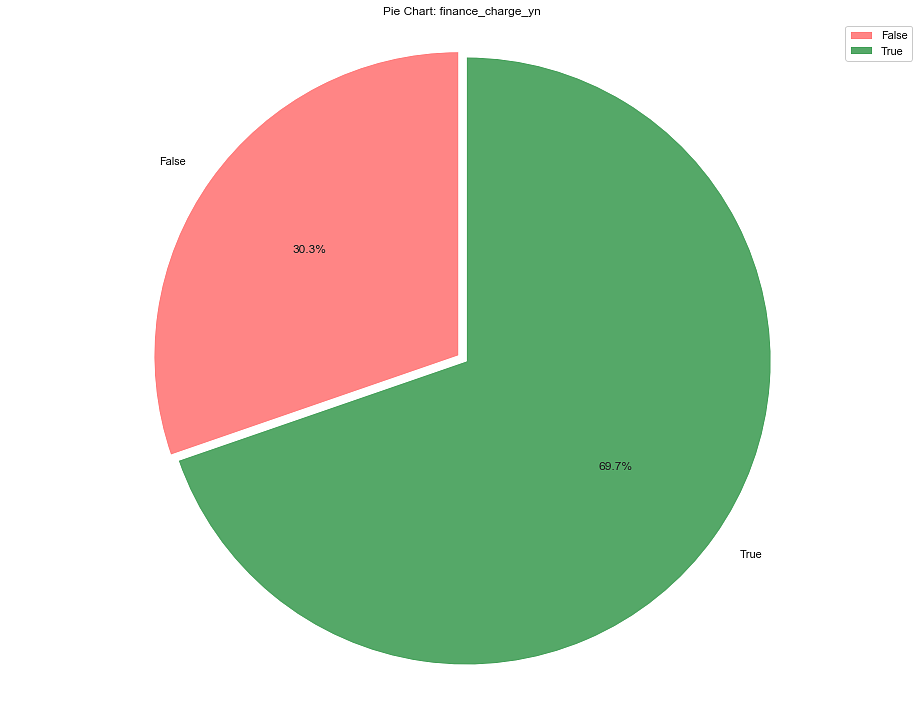 Pie Chart: finance_charge_yn
False
True
False
30.3%
69.7%
True